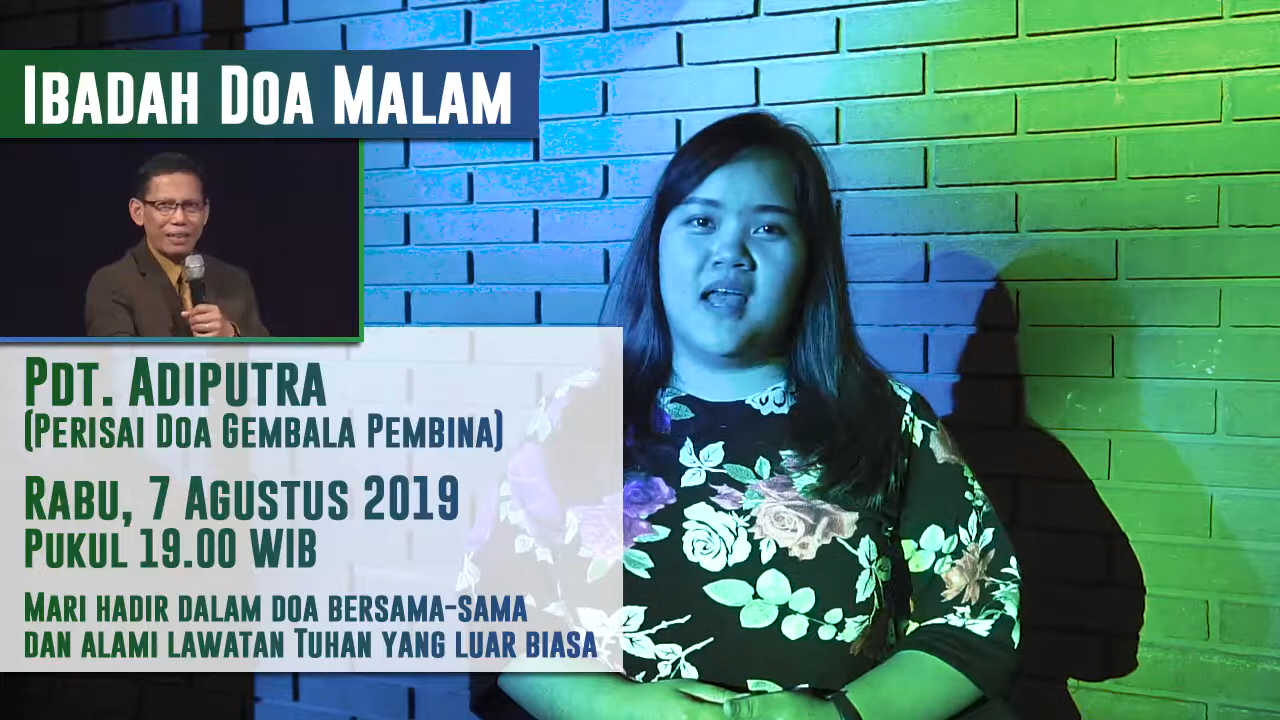 Ibadah Doa Malam
Pdt. Adiputra
(Perisai Doa Gembala Pembina)
Rabu, 7 Agustus 2019
Pukul 19.00 WIB
Mari hadir dalam doa bersama-sama
dan alami lawatan Tuhan yang luar biasa